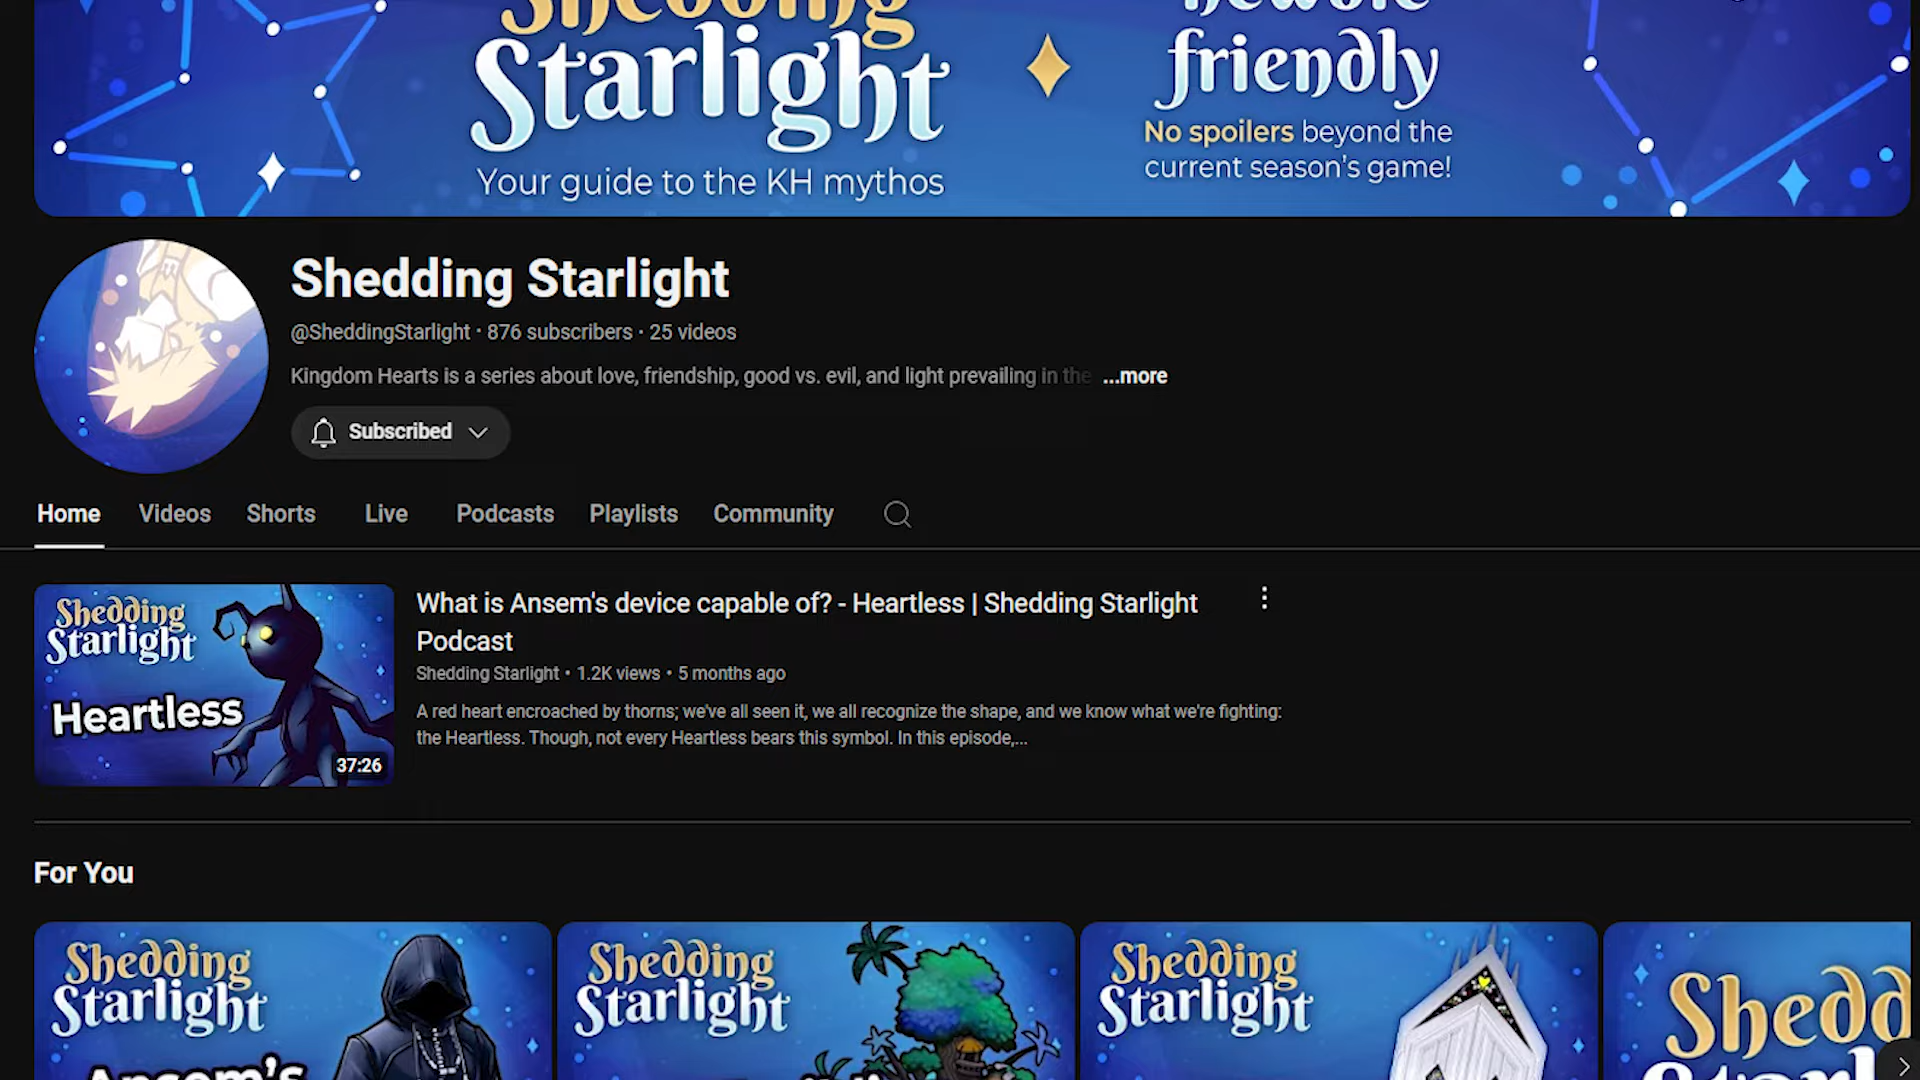 Shedding
Starlight
Your guide to the KH mythos
newbie
friendly
No spoilers beyond the
current season's game!
Shedding Starlight
@SheddingStarlight • 876 subscribers • 25 videos
Kingdom Hearts is a series about love, friendship, good vs. evil, and light prevailing in the ...more
Subscribed
Home Videos Shorts Live Podcasts Playlists Community
Shedding
Starlight
Heartless
37:26
What is Ansem's device capable of? - Heartless | Shedding Starlight
Podcast
Shedding Starlight • 1.2K views • 5 months ago
A red heart encroached by thorns; we've all seen it, we all recognize the shape, and we know what we're fighting:
the Heartless. Though, not every Heartless bears this symbol. In this episode,...
For You
Shedding
Starlight
Ansem's
Shedding
Starlight
Shedding
Starlight
Shedd
Starl